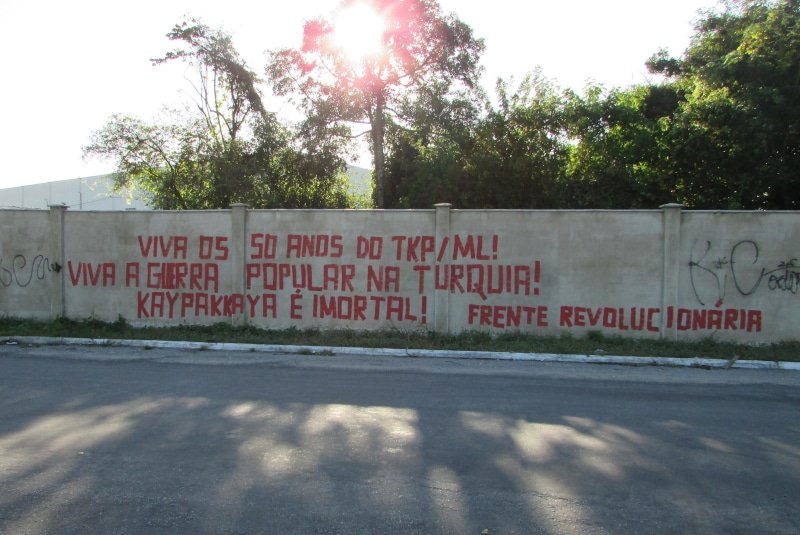 VIVA OS 50 ANOS DO TKP/ML!
VIVA A GUERRA POPULAR NA TURQUIA!
KAYPAKKAYA É IMORTAL!
FRENTE REVOLUCIONÁRIA